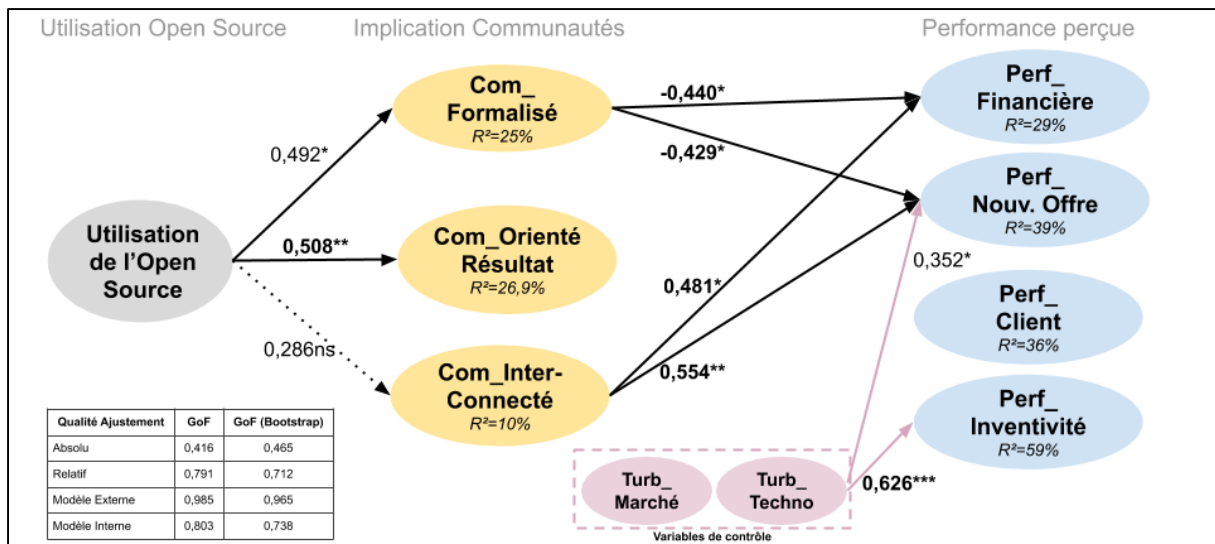 Utilisation Open Source
Implication Communautés
Performance perçue
Com_
Formalisé
R²=25%
-0,440*
Perf_
Financière
R²=29%
0,492*
-0,429*
Perf_
Nouv. Offre
R²=39%
Utilisation
de l'Open
Source
0,508**
Com_Orienté
Résultat
R²=26,9%
0,352*
0,481*
Perf_
Client
R²=36%
0,286ns
Com_Inter-
Connecté
R²=10%
0,554**
Perf_
Inventivité
R²=59%
Qualité Ajustement GoF GoF (Bootstrap)
Absolu 0,416 0,465
Relatif 0,791 0,712
Modèle Externe 0,985 0,965
Modèle Interne 0,803 0,738
Turb_
Marché
Turb_
Techno
0,626***
Variables de contrôle